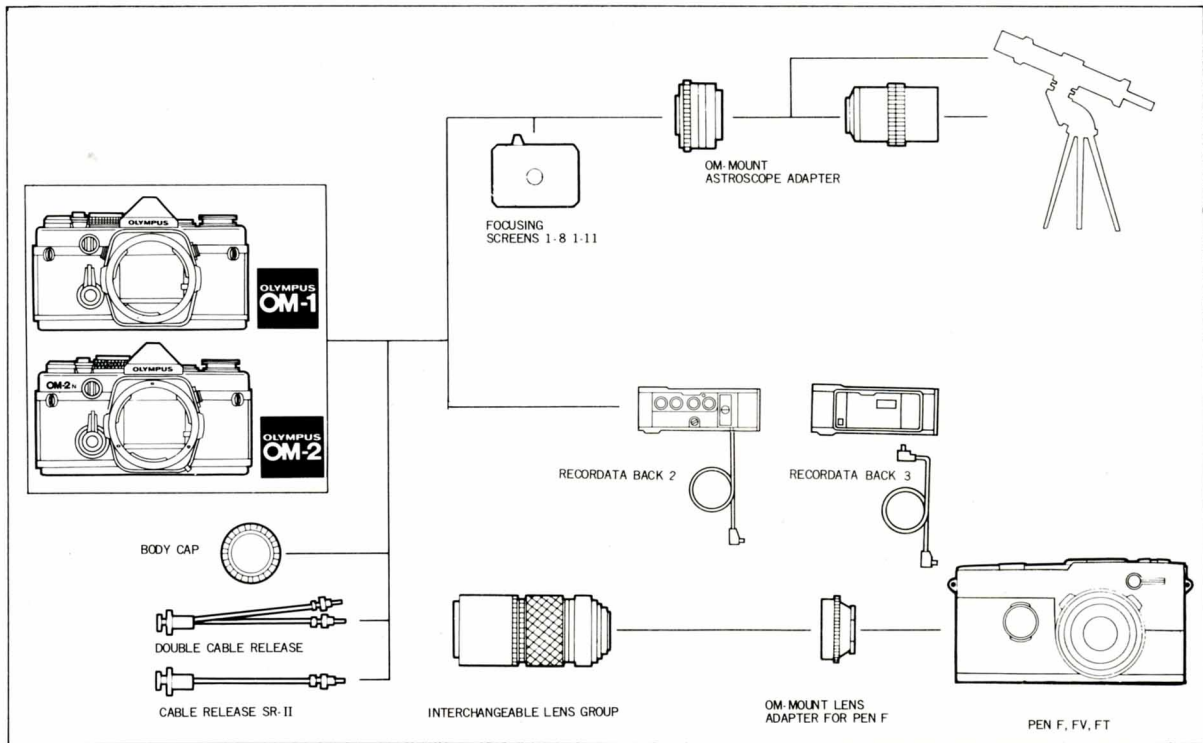 OM-MOUNT
ASTROSCOPE ADAPTER
FOCUSING
SCREENS 1-8 1-11
OLYMPUS
OLYMPUS
OM-1
OM-2 N
OLYMPUS
OLYMPUS
OM-2
RECORDATA BACK 2
RECORDATA BACK 3
BODY CAP
DOUBLE CABLE RELEASE
CABLE RELEASE SR-II
INTERCHANGEABLE LENS GROUP
OM-MOUNT LENS
ADAPTER FOR PEN F
PEN F, FV, FT